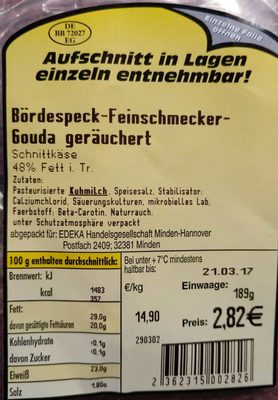 DE
BB 72027
EG
Einzelne Folie
öffnen
Aufschnitt in Lagen
einzeln entnehmbar!
Bördespeck-Feinschmecker-
Gouda geräuchert
Schnittkäse
48% Fett i. Tr.
Zutaten:
Pasteurisierte Kuhmilch, Speisesalz, Stabilisator:
Calciumchlorid, Säuerungskulturen, mikrobielles Lab,
Farbstoff: Beta-Carotin, Naturrauch.
unter Schutzatmosphäre verpackt
abgepackt für: EDEKA Handelsgesellschaft Minden-Hannover
Postfach 2409; 32381 Minden
100 g enthalten durchschnittlich:
Brennwert: kJ
kcal 1483
357
Fett: 29.0g
davon gesättigte Fettsäuren 20.0g
Kohlenhydrate <0.1g
davon Zucker <0.1g
Eiweiß 23.0g
Salz 1.80g
Bei unter +7°C mindestens
haltbar bis: 21.03.17
€/kg Einwaage: 189g
14,90 Preis: 2,82€
290302
2 362315 002826